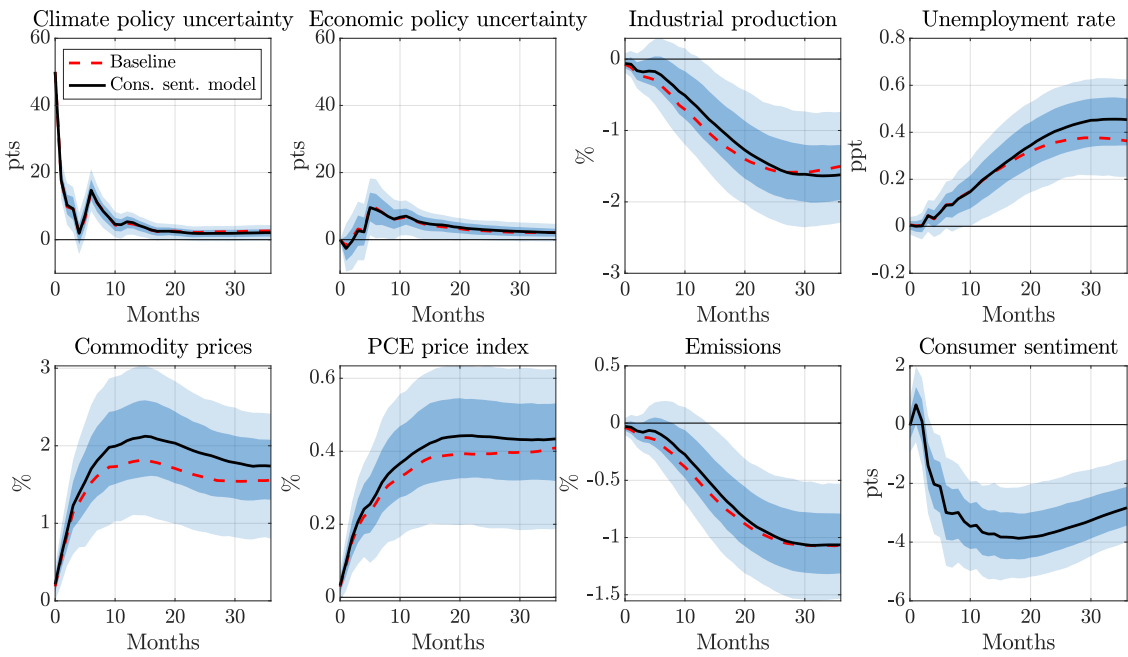 Climate policy uncertainty
60
40
20
0
pts
0 10 20 30
Months
Baseline
Cons. sent. model
Economic policy uncertainty
60
40
20
0
pts
0 10 20 30
Months
Industrial production
0
-1
-2
-3
%
0 10 20 30
Months
Unemployment rate
0.6
0.4
0.2
0
-0.2
ppt
0 10 20 30
Months
Commodity prices
3
2
1
0
%
0 10 20 30
Months
PCE price index
0.6
0.4
0.2
0
%
0 10 20 30
Months
Emissions
0.5
0
-0.5
-1
-1.5
%
0 10 20 30
Months
Consumer sentiment
2
0
-2
-4
-6
pts
0 10 20 30
Months